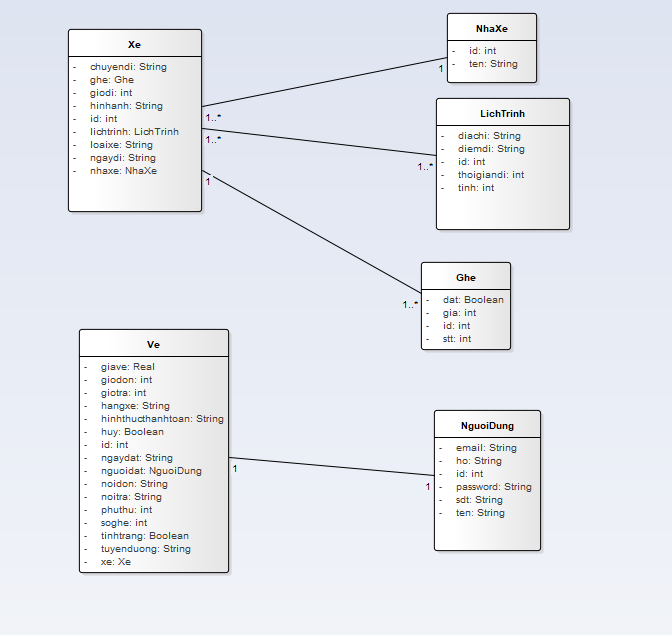 Xe
- chuyendi: String
- ghe: Ghe
- giodi: int
- hinhanh: String
- id: int
- lichtrinh: LichTrinh
- loaixe: String
- ngaydi: String
- nhaxe: NhaXe
1..*
1..*
1
NhaXe
- id: int
- ten: String
1
LichTrinh
- diachi: String
- diemdi: String
- id: int
- thoigiandi: int
- tinh: int
1..*
Ghe
- dat: Boolean
- gia: int
- id: int
- stt: int
1..*
Ve
- giave: Real
- giodon: int
- giotra: int
- hangxe: String
- hinhthucthanhtoan: String
- huy: Boolean
- id: int
- ngaydat: String
- nguoidat: NguoiDung
- noidon: String
- noitra: String
- phuthu: int
- soghe: int
- tinhtrang: Boolean
- tuyenduong: String
- xe: Xe
1
NguoiDung
- email: String
- ho: String
- id: int
- password: String
- sdt: String
- ten: String
1